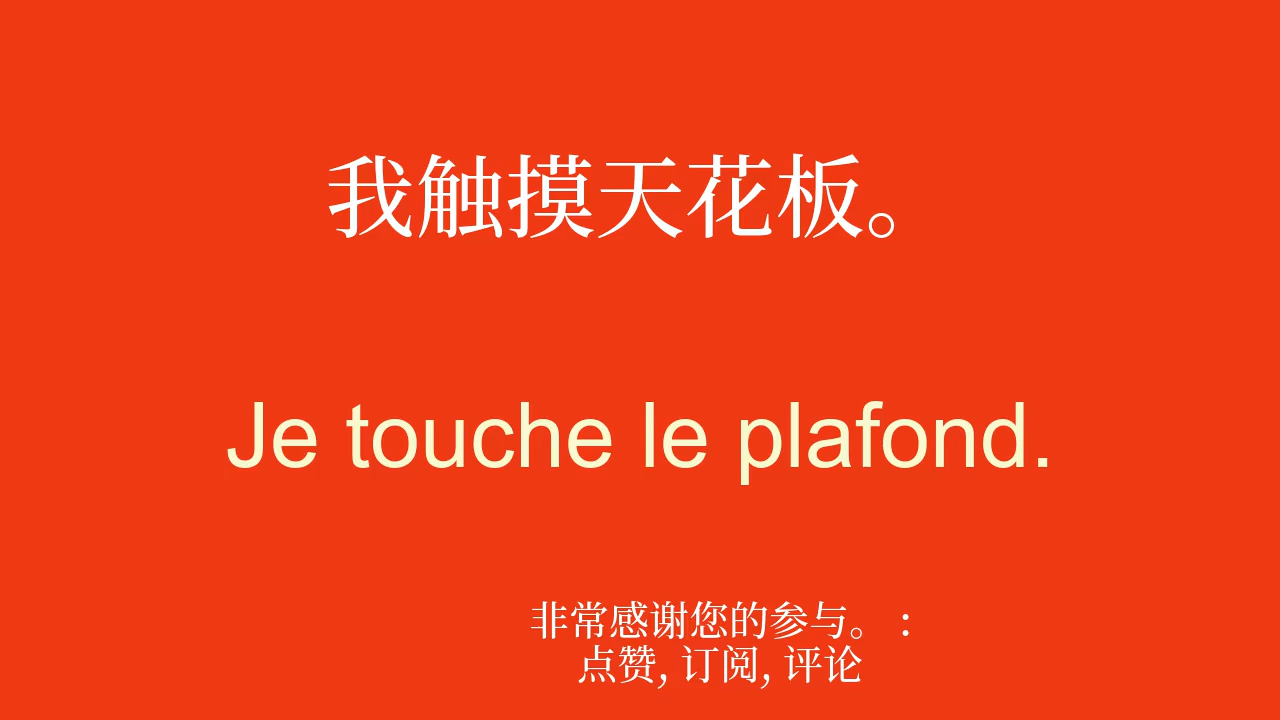 我触摸天花板。
Je touche le plafond.
非常感谢您的参与。 :
点赞, 订阅, 评论